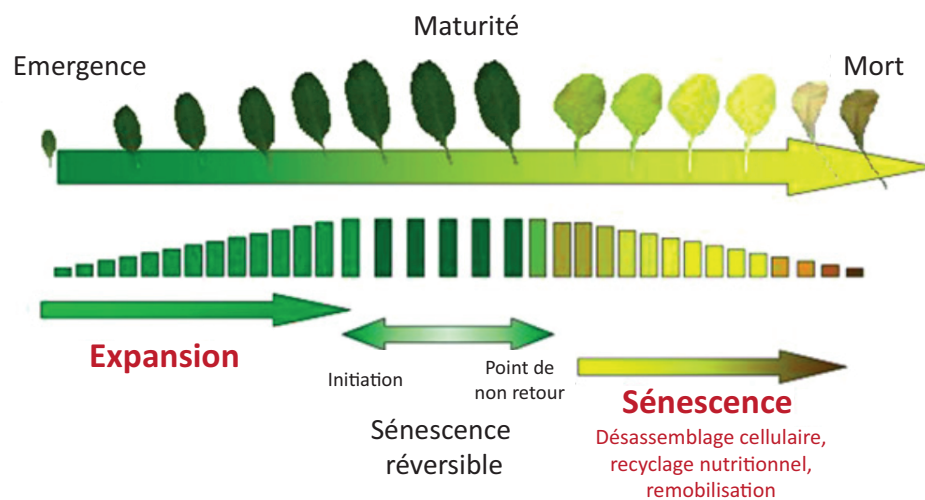 Emergence
Maturité
Mort
Expansion
Initiation
Point de
non retour
Sénescence
réversible
Sénescence
Désassemblage cellulaire,
recyclage nutritionnel,
remobilisation